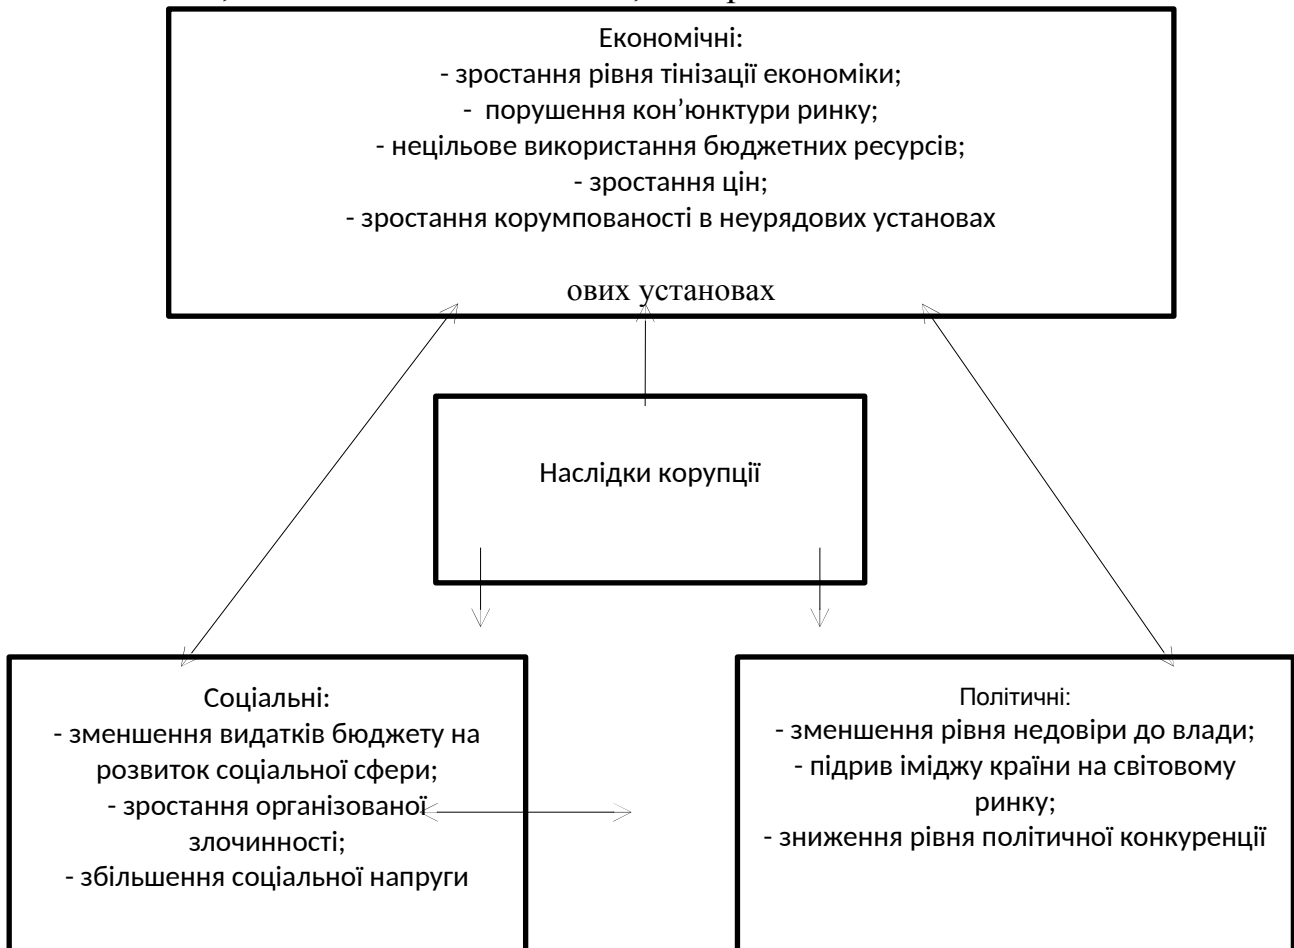 Економічні:
- зростання рівня тінізації економіки;
- порушення кон’юнктури ринку;
- нецільове використання бюджетних ресурсів;
- зростання цін;
- зростання корумпованості в неурядових установах
ових установах
Наслідки корупції
Соціальні:
- зменшення видатків бюджету на
розвиток соціальної сфери;
- зростання організованої
злочинності;
- збільшення соціальної напруги
Політичні:
- зменшення рівня недовіри до влади;
- підрив іміджу країни на світовому
ринку;
- зниження рівня політичної конкуренції